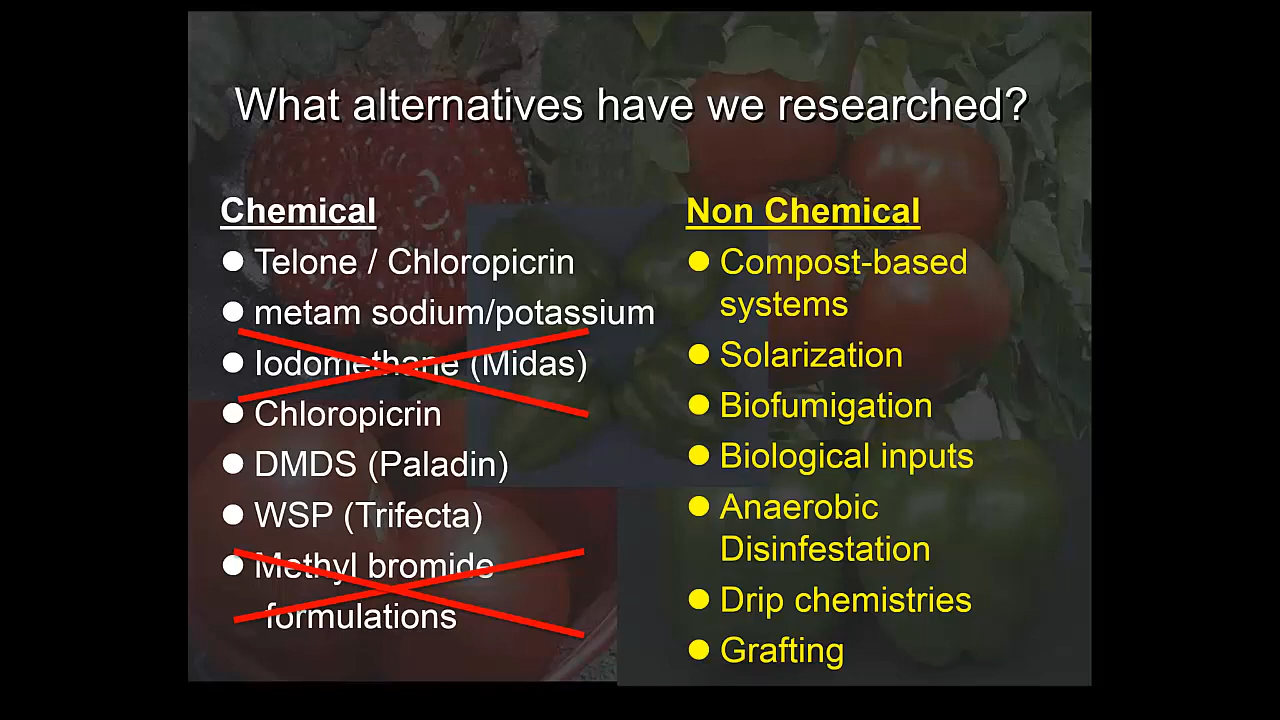 What alternatives have we researched?
Chemical
Telone / Chloropicrin
metam sodium/potassium
Iodomethane (Midas)
Chloropicrin
DMDS (Paladin)
WSP (Trifecta)
Methyl bromide
formulations
Non Chemical
Compost-based
systems
Solarization
Biofumigation
Biological inputs
Anaerobic
Disinfestation
Drip chemistries
Grafting